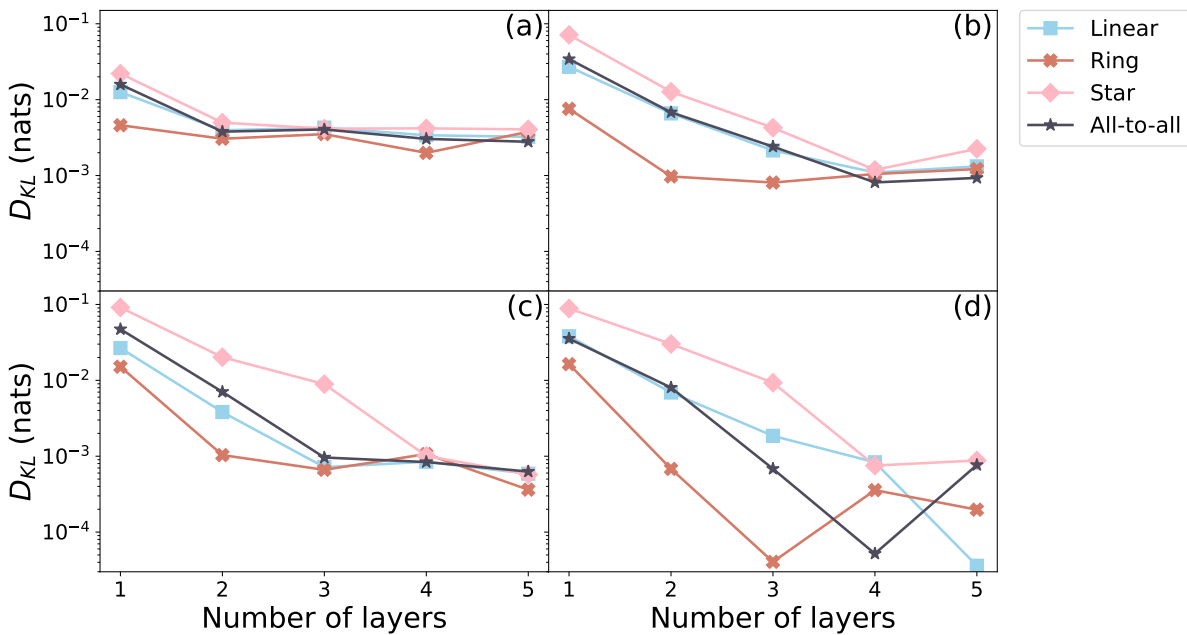 10⁻¹
10⁻²
10⁻³
10⁻⁴
D_KL (nats)
(a)
(b)
Linear
Ring
Star
All-to-all
10⁻¹
10⁻²
10⁻³
10⁻⁴
D_KL (nats)
(c)
(d)
1 2 3 4 5
1 2 3 4 5
Number of layers
Number of layers